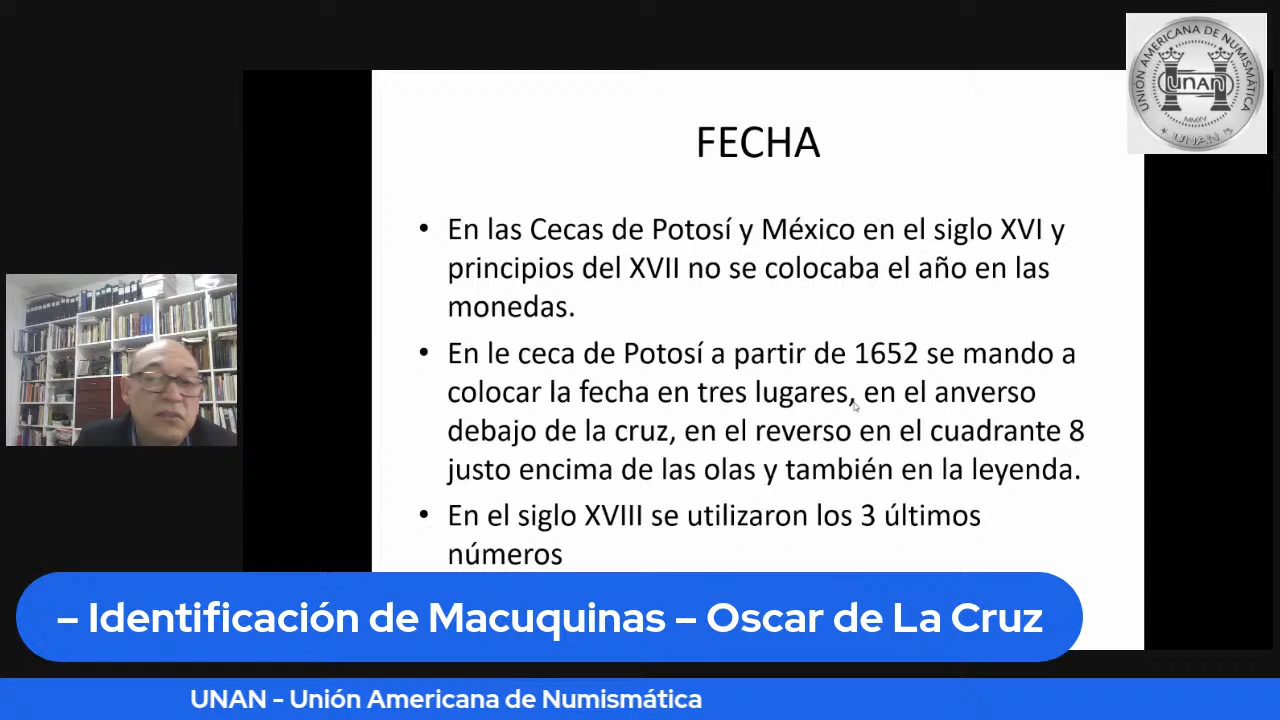 UNIÓN AMERICANA DE NUMISMÁTICA
UNAN
MMXV
UNAN
FECHA
• En las Cecas de Potosí y México en el siglo XVI y
principios del XVII no se colocaba el año en las
monedas.
• En le ceca de Potosí a partir de 1652 se mando a
colocar la fecha en tres lugares, en el anverso
debajo de la cruz, en el reverso en el cuadrante 8
justo encima de las olas y también en la leyenda.
• En el siglo XVIII se utilizaron los 3 últimos
números
– Identificación de Macuquinas – Oscar de La Cruz
UNAN - Unión Americana de Numismática